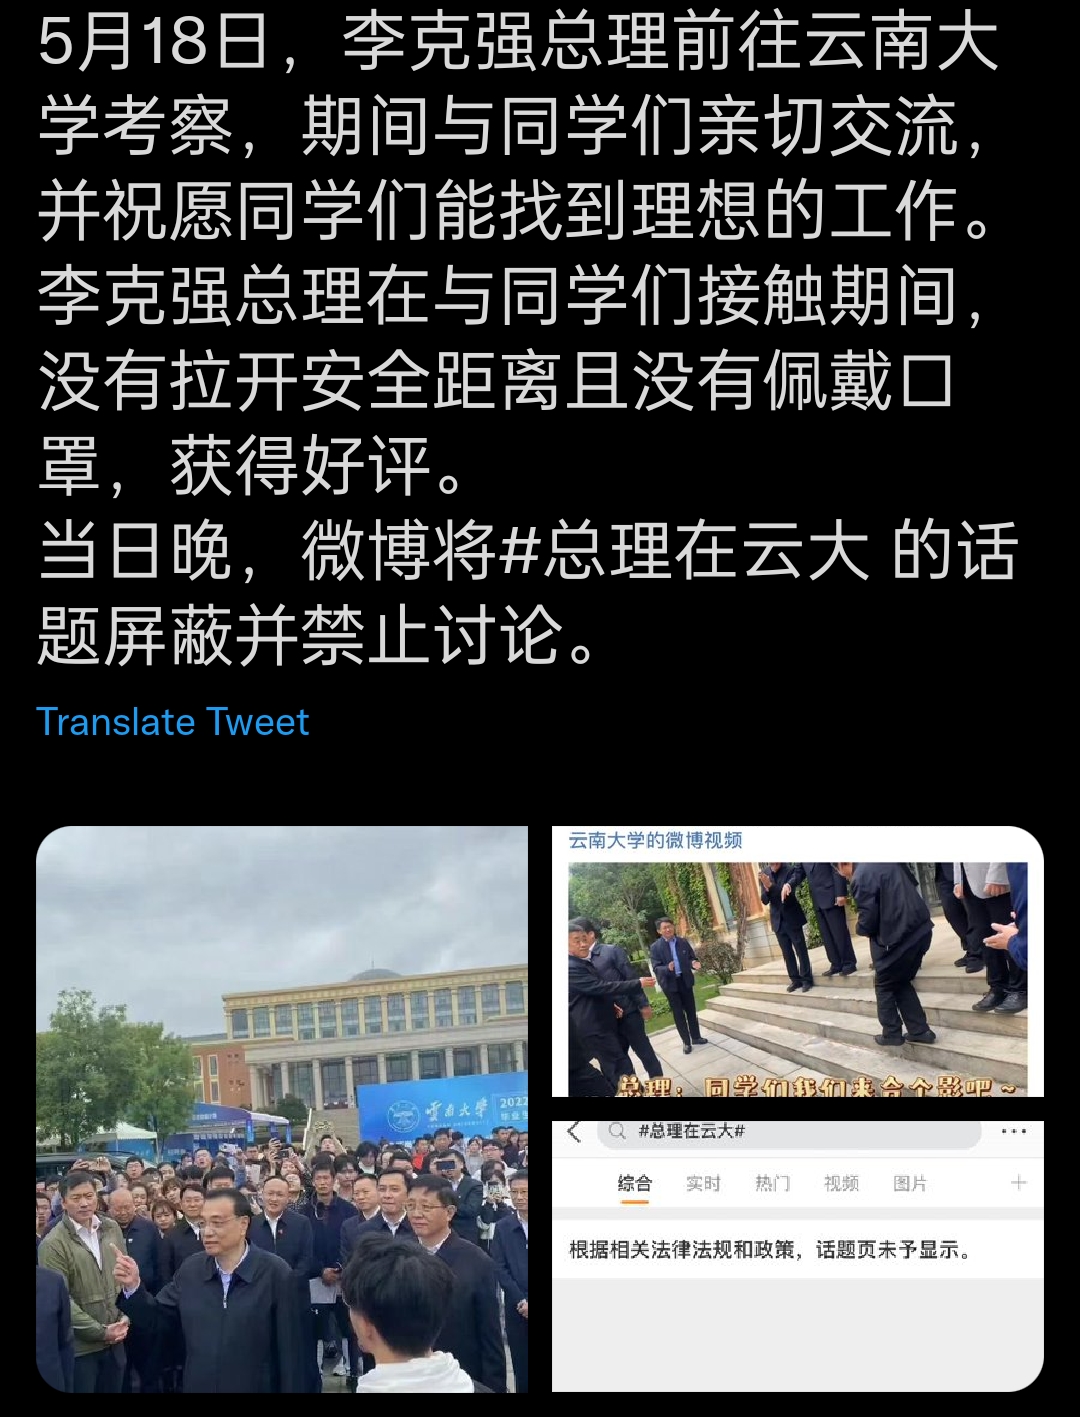 5月18日，李克强总理前往云南大
学考察，期间与同学们亲切交流，
并祝愿同学们能找到理想的工作。
李克强总理在与同学们接触期间，
没有拉开安全距离且没有佩戴口
罩，获得好评。
当日晚，微博将#总理在云大 的话
题屏蔽并禁止讨论。
Translate Tweet
雲南大學
2022
毕业生
云南大学的微博视频
总理：同学们我们来合个影吧~
#总理在云大#
综合 实时 热门 视频 图片
根据相关法律法规和政策，话题页未予显示。